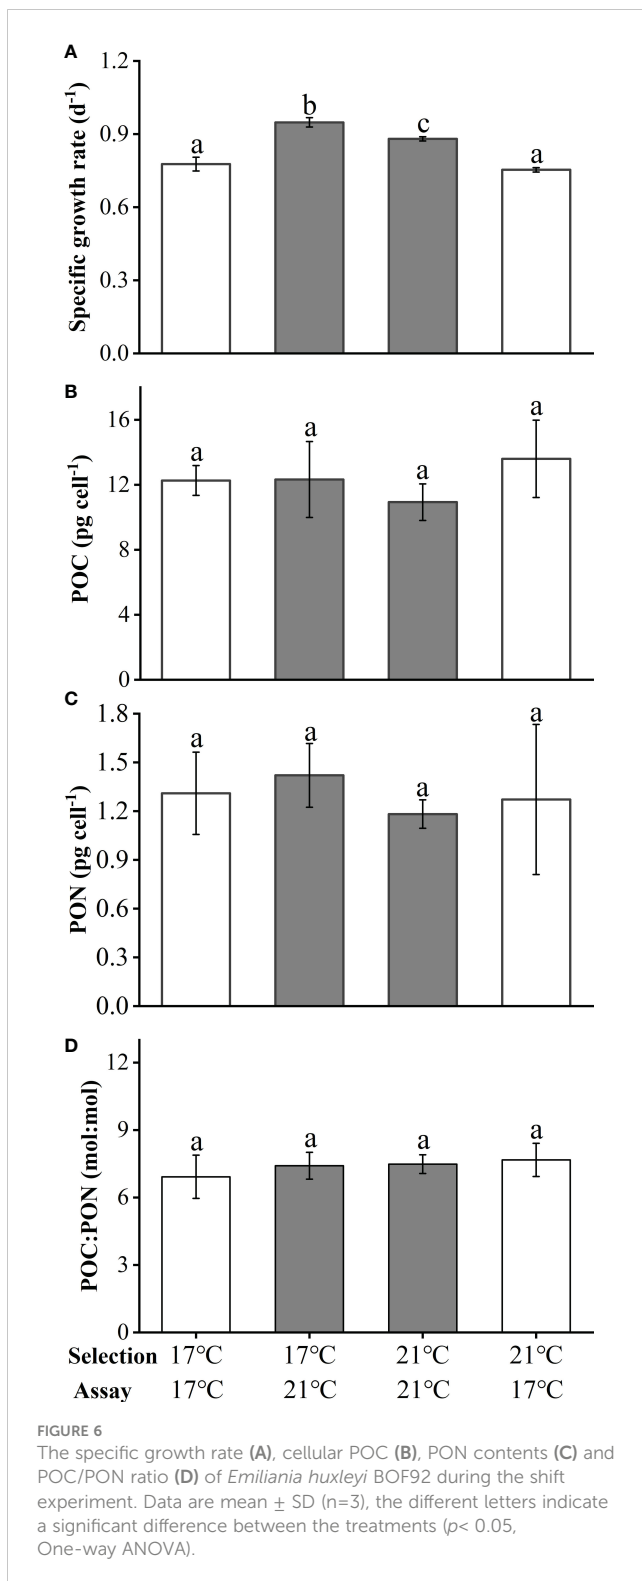 A
Specific growth rate (d⁻¹)
1.2
0.9
0.6
0.3
0.0
a
b
c
a
B
POC (pg cell⁻¹)
16
12
8
4
0
a
a
a
a
C
PON (pg cell⁻¹)
1.8
1.5
1.2
0.9
0.6
0.3
0.0
a
a
a
a
D
POC:PON (mol:mol)
12
9
6
3
0
a
a
a
a
Selection 17°C 17°C 21°C 21°C
Assay 17°C 21°C 21°C 17°C
FIGURE 6
The specific growth rate (A), cellular POC (B), PON contents (C) and
POC/PON ratio (D) of Emiliania huxleyi BOF92 during the shift
experiment. Data are mean ± SD (n=3), the different letters indicate
a significant difference between the treatments (p< 0.05,
One-way ANOVA).